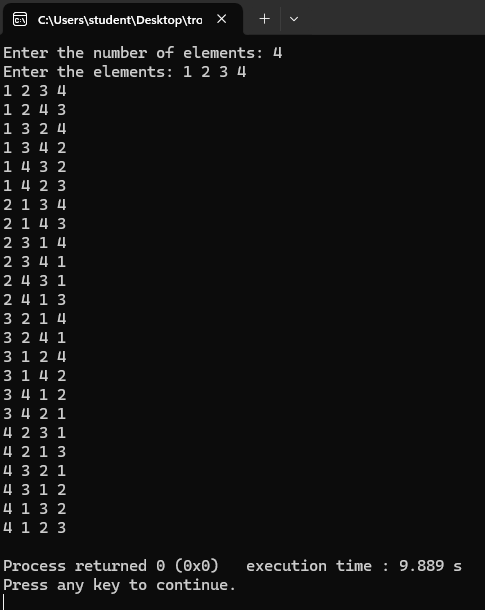 C:\Users\student\Desktop\tro
Enter the number of elements: 4
Enter the elements: 1 2 3 4
1 2 3 4
1 2 4 3
1 3 2 4
1 3 4 2
1 4 3 2
1 4 2 3
2 1 3 4
2 1 4 3
2 3 1 4
2 3 4 1
2 4 3 1
2 4 1 3
3 2 1 4
3 2 4 1
3 1 2 4
3 1 4 2
3 4 1 2
3 4 2 1
4 2 3 1
4 2 1 3
4 3 2 1
4 3 1 2
4 1 3 2
4 1 2 3
Process returned 0 (0x0)   execution time : 9.889 s
Press any key to continue.